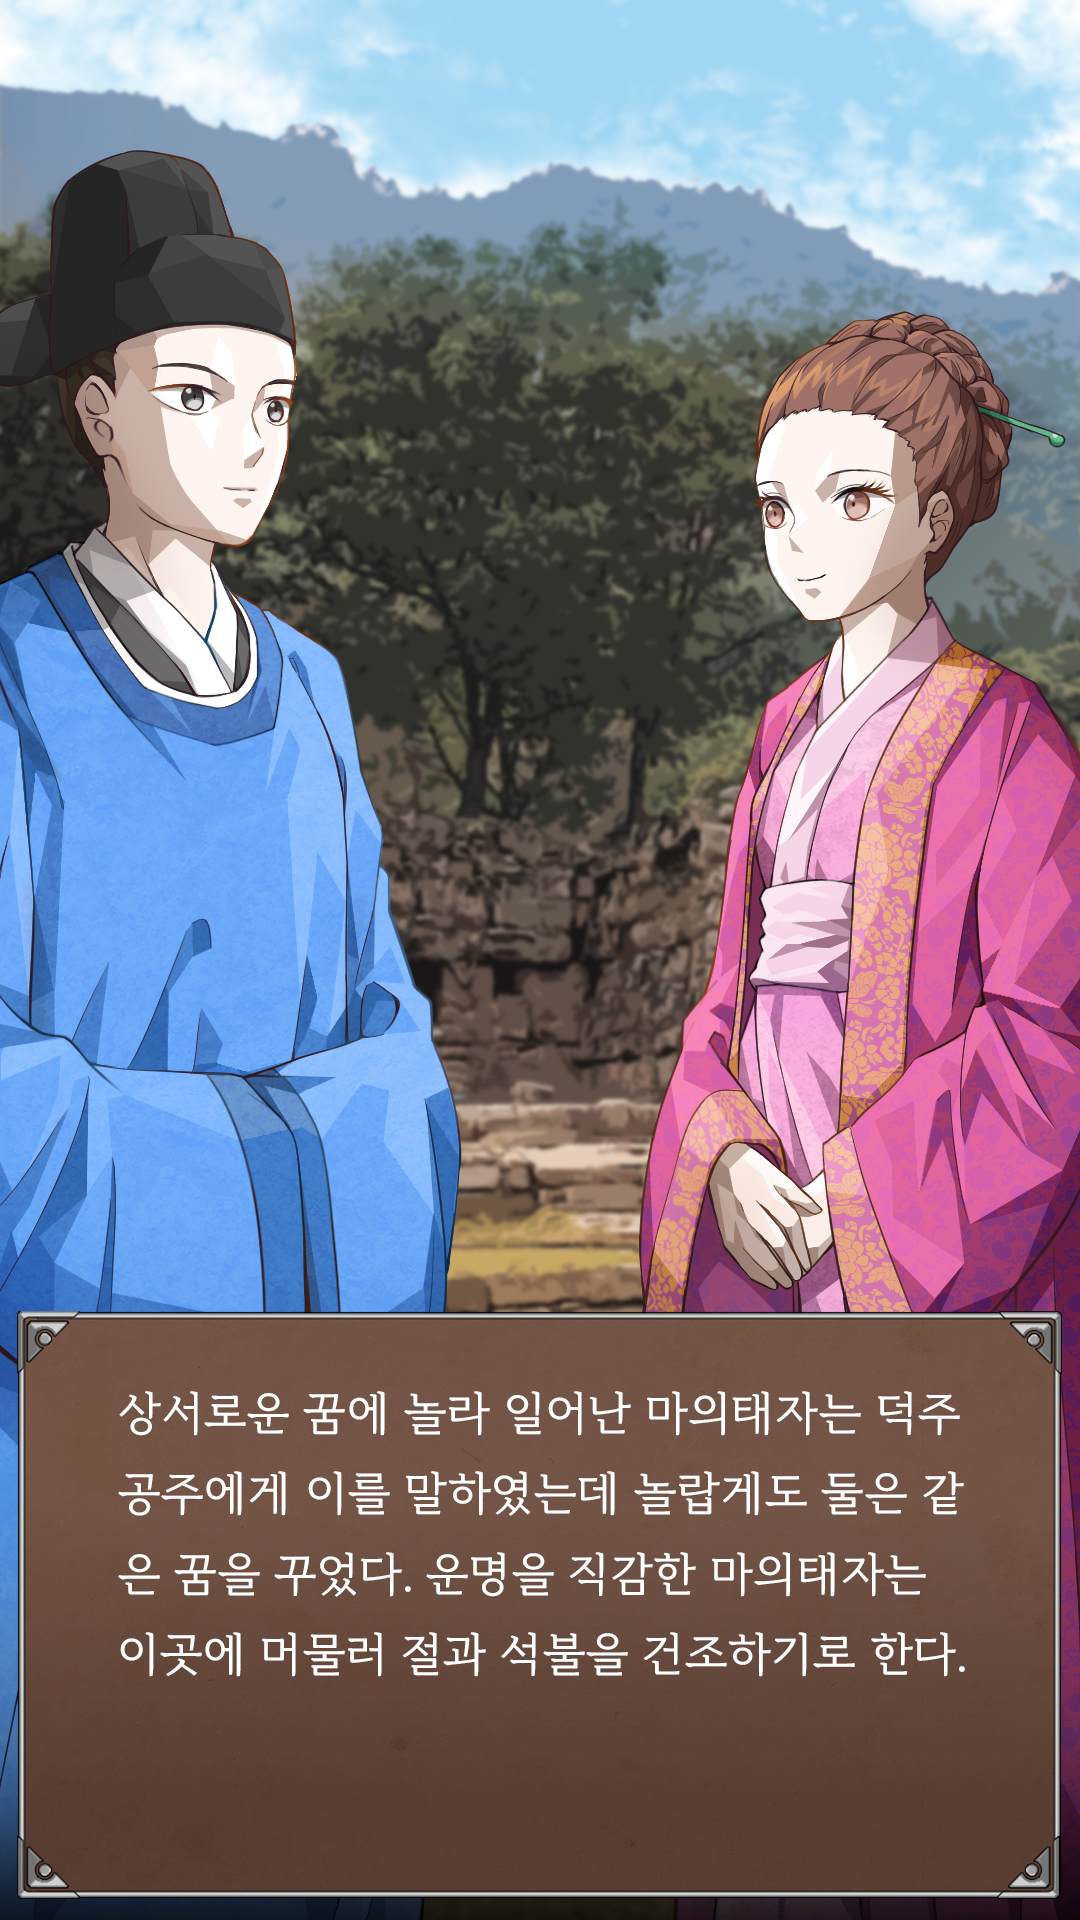 상서로운 꿈에 놀라 일어난 마의태자는 덕주
공주에게 이를 말하였는데 놀랍게도 둘은 같
은 꿈을 꾸었다. 운명을 직감한 마의태자는
이곳에 머물러 절과 석불을 건조하기로 한다.